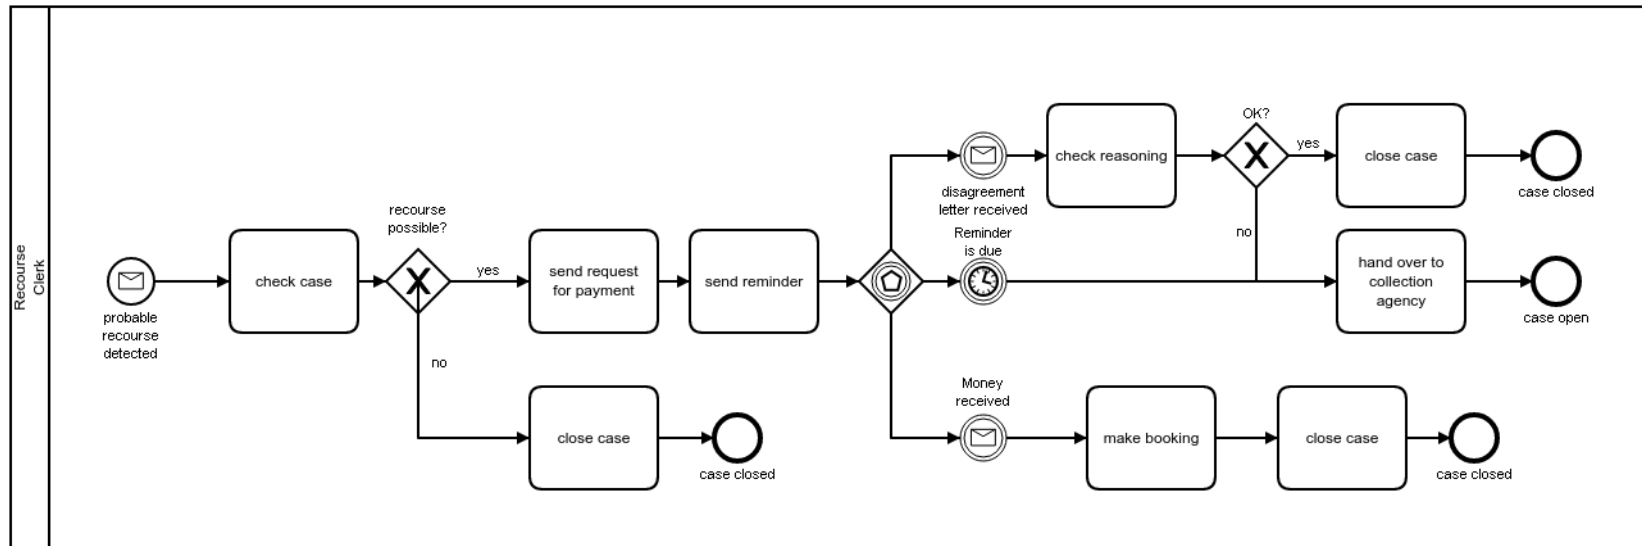 Recourse
Clerk
probable
recourse
detected
check case
recourse
possible?
yes
no
send request
for payment
send reminder
close case
case closed
disagreement
letter received
check reasoning
OK?
yes
no
close case
case closed
Reminder
is due
hand over to
collection
agency
case open
Money
received
make booking
close case
case closed